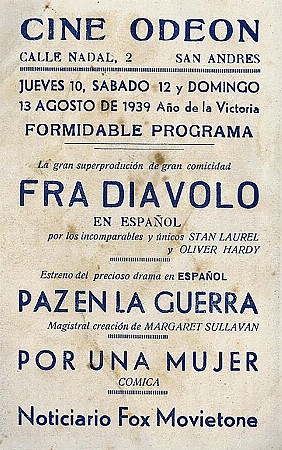 CINE ODEON
CALLE NADAL, 2 SAN ANDRES
JUEVES 10, SABADO 12 y DOMINGO
13 AGOSTO DE 1939 Año de la Victoria
FORMIDABLE PROGRAMA
La gran superprodución de gran comicidad
FRA DIAVOLO
EN ESPAÑOL
por los incomparables y únicos STAN LAUREL
y OLIVER HARDY
Estreno del precioso drama en ESPAÑOL
PAZ EN LA GUERRA
Magistral creación de MARGARET SULLAVAN
POR UNA MUJER
COMICA
Noticiario Fox Movietone